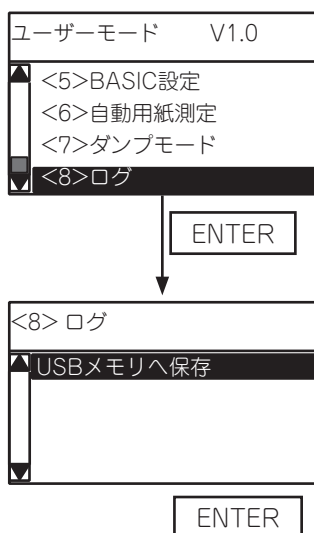 ユーザーモード V1.0
<5>BASIC設定
<6>自動用紙測定
<7>ダンプモード
<8>ログ
ENTER
<8> ログ
USBメモリへ保存
ENTER